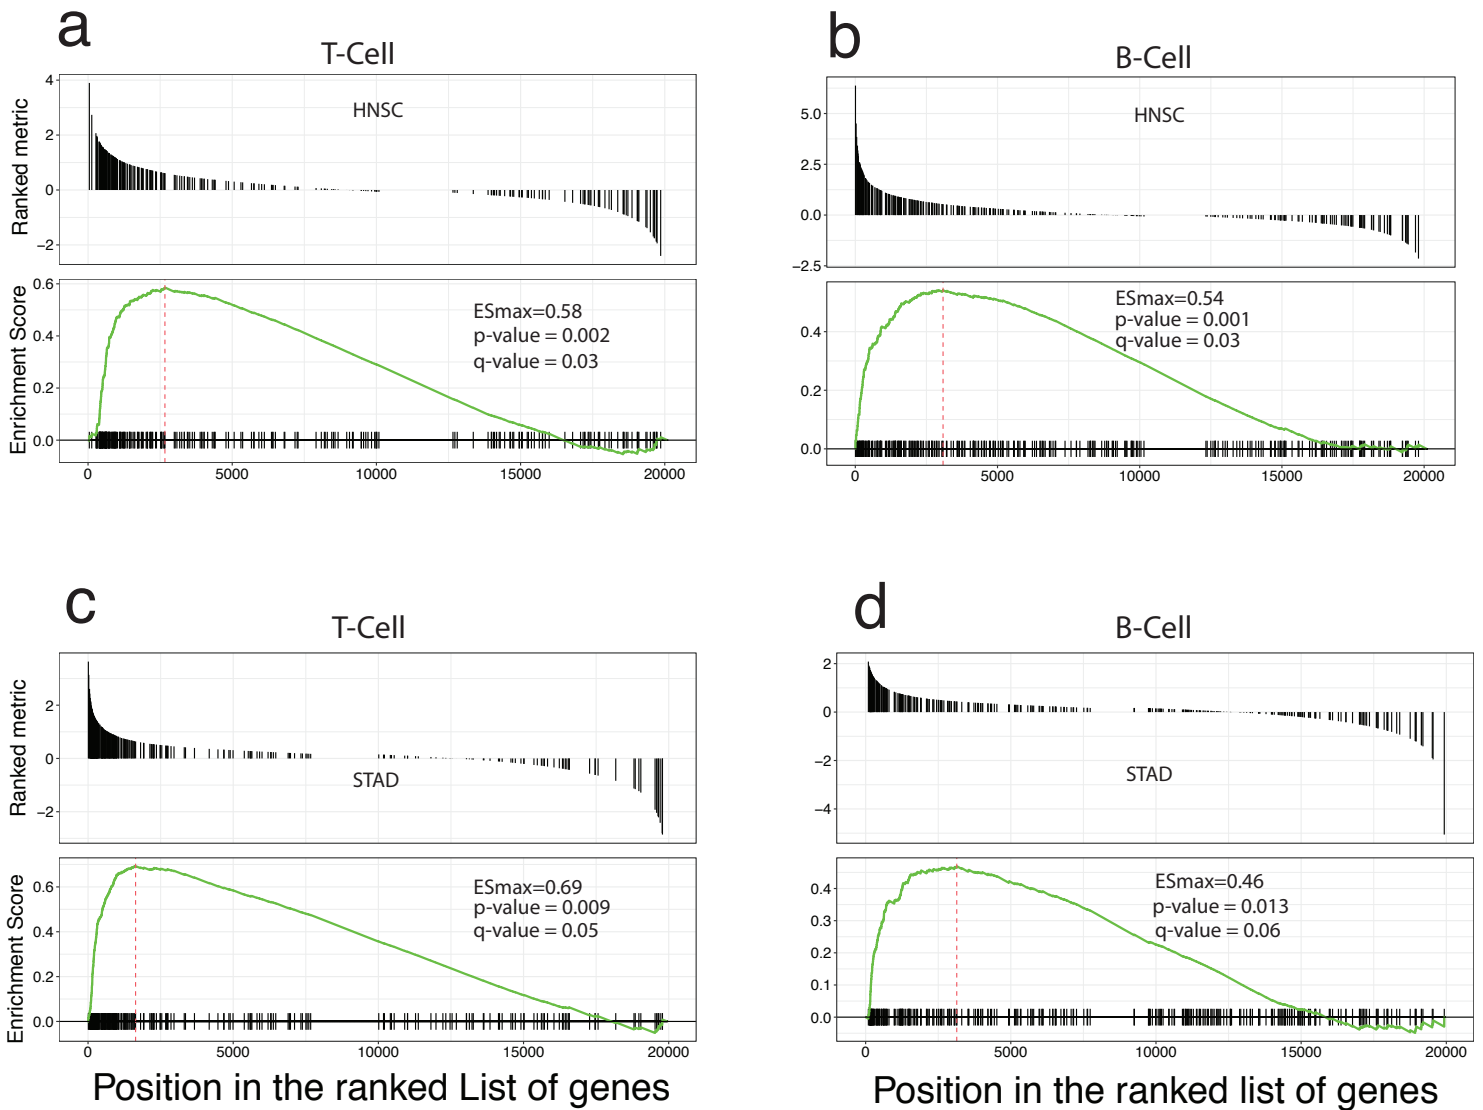 a
T-Cell
HNSC
Ranked metric
4
2
0
−2
Enrichment Score
0.6
0.4
0.2
0.0
ESmax=0.58
p-value = 0.002
q-value = 0.03
0 5000 10000 15000 20000
b
B-Cell
HNSC
5.0
2.5
0.0
−2.5
0.4
0.2
0.0
ESmax=0.54
p-value = 0.001
q-value = 0.03
0 5000 10000 15000 20000
c
T-Cell
STAD
Ranked metric
2
0
−2
Enrichment Score
0.6
0.4
0.2
0.0
ESmax=0.69
p-value = 0.009
q-value = 0.05
0 5000 10000 15000 20000
Position in the ranked List of genes
d
B-Cell
STAD
2
0
−2
−4
0.4
0.3
0.2
0.1
0.0
ESmax=0.46
p-value = 0.013
q-value = 0.06
0 5000 10000 15000 20000
Position in the ranked list of genes